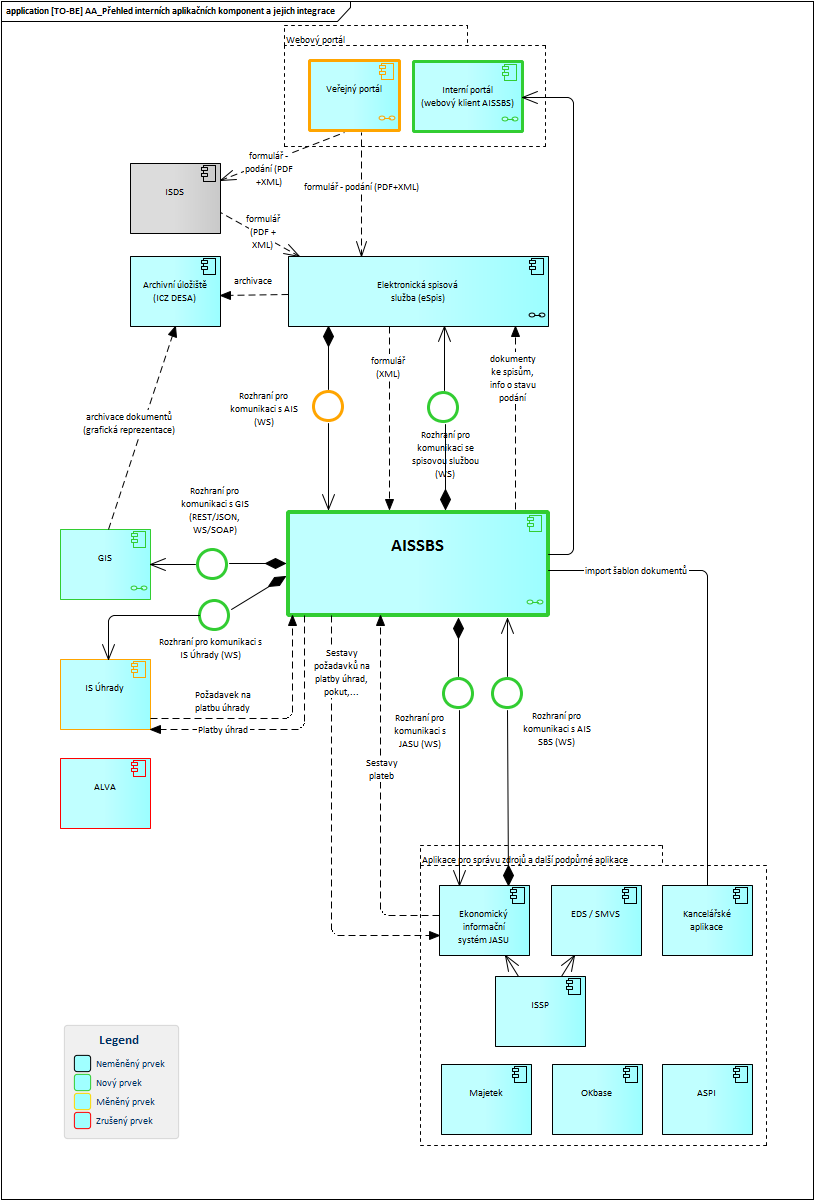 application [TO-BE] AA_Přehled interních aplikačních komponent a jejich integrace
Webový portál
Veřejný portál
Interní portál
(webový klient AISSBS)
formulář -
podání (PDF
+XML)
formulář - podání (PDF+XML)
ISDS
formulář
(PDF +
XML)
Archivní úložiště
(ICZ DESA)
archivace
Elektronická spisová
služba (eSpis)
formulář
(XML)
dokumenty
ke spisům,
info o stavu
podání
Rozhraní pro
komunikaci s AIS
(WS)
Rozhraní pro
komunikaci se
spisovou službou
(WS)
archivace dokumentů
(grafická reprezentace)
Rozhraní pro
komunikaci s GIS
(REST/JSON,
WS/SOAP)
GIS
AISSBS
import šablon dokumentů
Rozhraní pro komunikaci s
IS Úhrady (WS)
IS Úhrady
Požadavek na
platbu úhrady
Platby úhrad
Sestavy
požadavků na
platby úhrad,
pokut,...
Rozhraní pro
komunikaci s
JASU (WS)
Rozhraní pro
komunikaci s AIS
SBS (WS)
Sestavy
plateb
ALVA
Aplikace pro správu zdrojů a další podpůrné aplikace
Ekonomický
informační
systém JASU
EDS / SMVS
Kancelářské
aplikace
ISSP
Majetek
OKbase
ASPI
Legend
Neměněný prvek
Nový prvek
Měněný prvek
Zrušený prvek